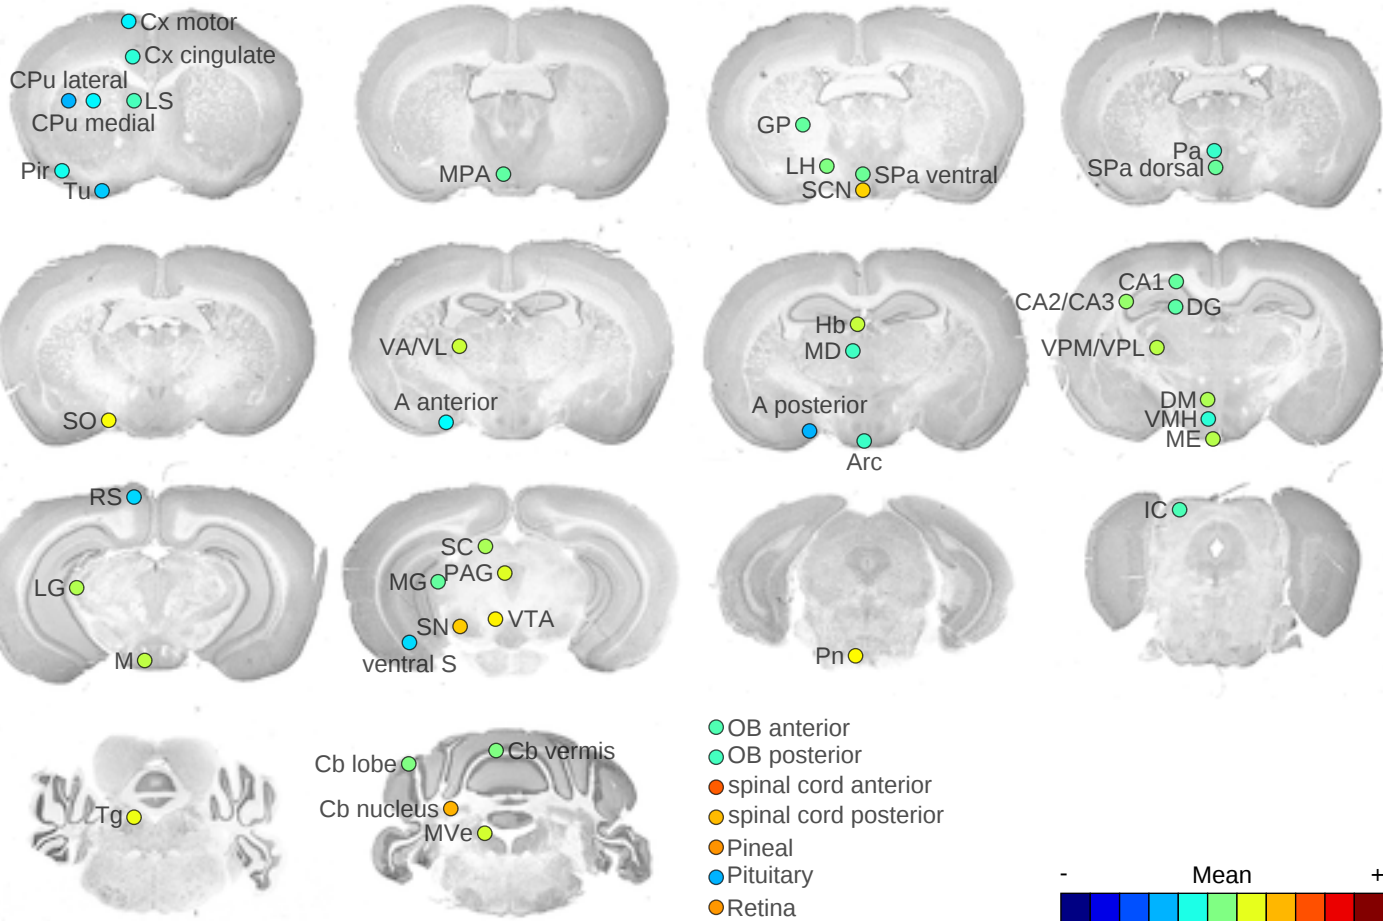 Cx motor
Cx cingulate
CPu lateral
LS
CPu medial
Pir
Tu
MPA
GP
LH
SPa ventral
SCN
Pa
SPa dorsal
SO
VA/VL
A anterior
Hb
MD
A posterior
Arc
CA1
CA2/CA3
DG
VPM/VPL
DM
VMH
ME
RS
LG
M
SC
PAG
MG
VTA
SN
ventral S
Pn
IC
Tg
Cb vermis
Cb lobe
Cb nucleus
MVe
OB anterior
OB posterior
spinal cord anterior
spinal cord posterior
Pineal
Pituitary
Retina
- Mean +